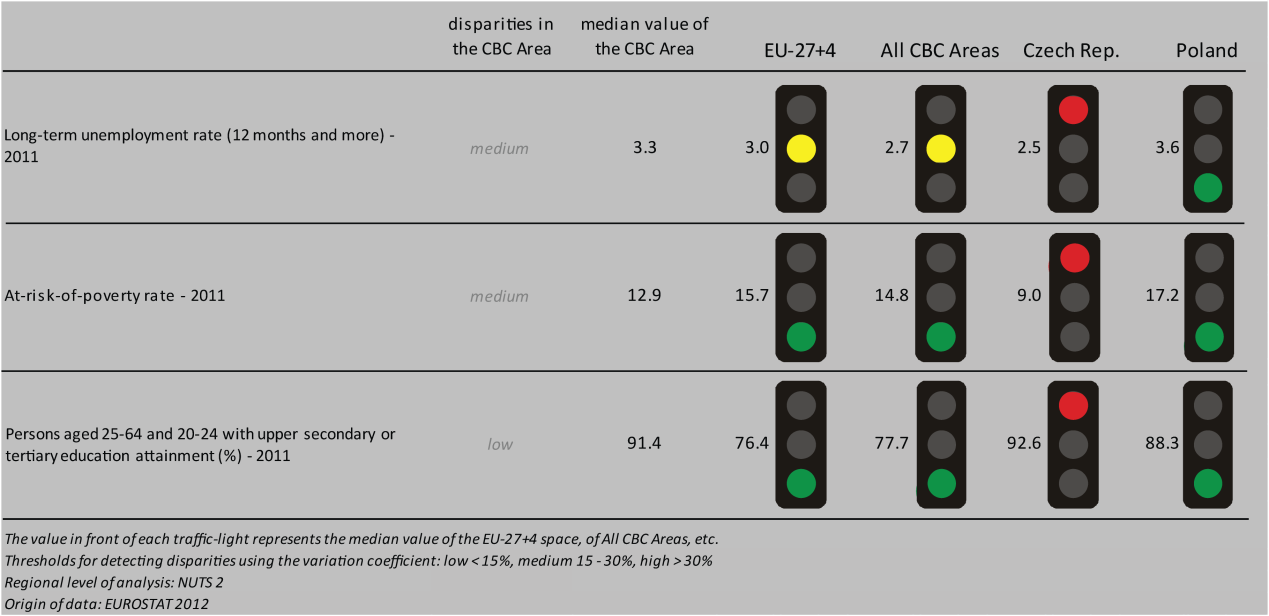 disparities in median value of
the CBC Area the CBC Area EU-27+4 All CBC Areas Czech Rep. Poland
Long-term unemployment rate (12 months and more) -
2011
medium 3.3 3.0 2.7 2.5 3.6
At-risk-of-poverty rate - 2011 medium 12.9 15.7 14.8 9.0 17.2
Persons aged 25-64 and 20-24 with upper secondary or
tertiary education attainment (%) - 2011
low 91.4 76.4 77.7 92.6 88.3
The value in front of each traffic-light represents the median value of the EU-27+4 space, of All CBC Areas, etc.
Thresholds for detecting disparities using the variation coefficient: low < 15%, medium 15 - 30%, high > 30%
Regional level of analysis: NUTS 2
Origin of data: EUROSTAT 2012